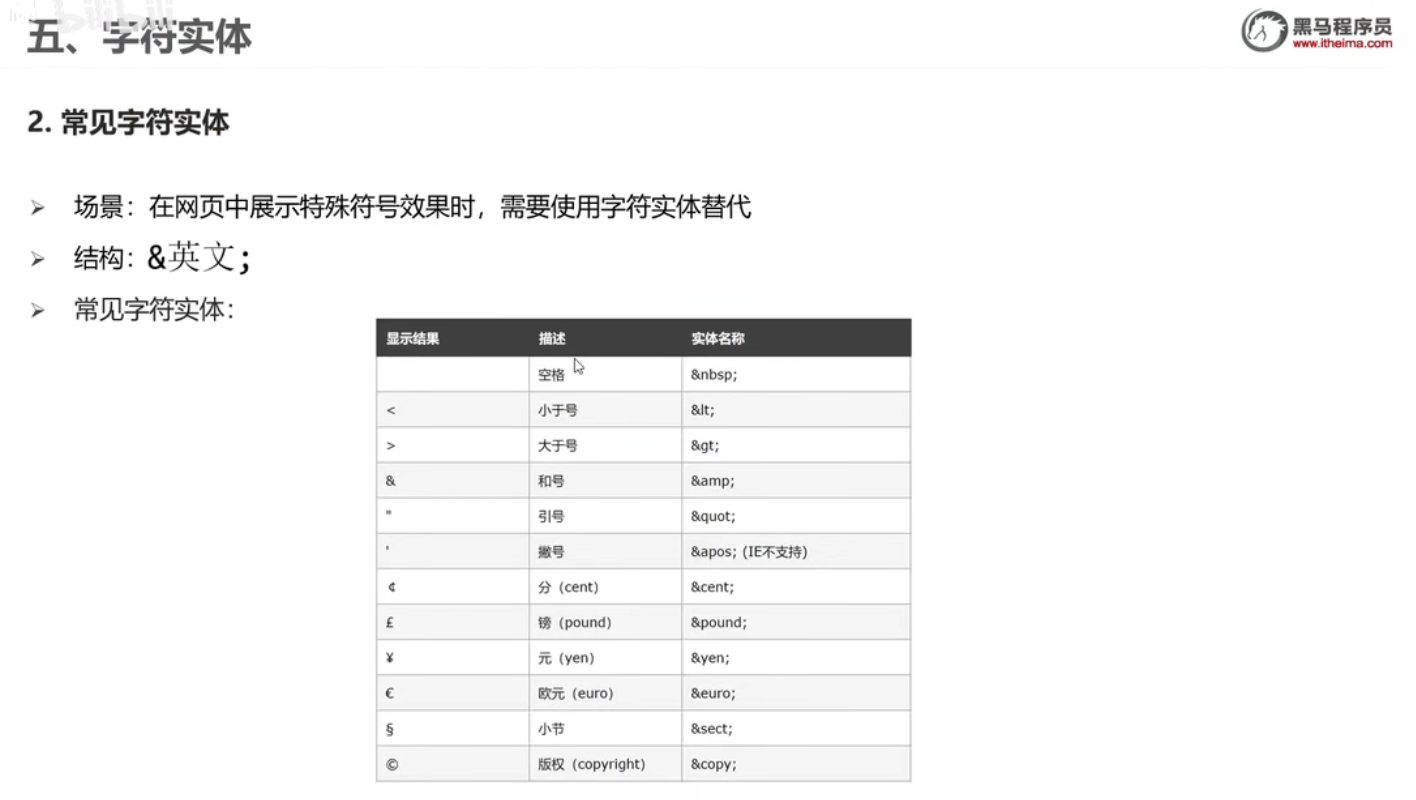 bilibili
五、字符实体
黑马程序员
www.itheima.com
2. 常见字符实体
场景：在网页中展示特殊符号效果时，需要使用字符实体替代
结构：&英文;
常见字符实体：
显示结果 描述 实体名称
空格 &nbsp;
< 小于号 &lt;
> 大于号 &gt;
& 和号 &amp;
" 引号 &quot;
' 撇号 &apos; (IE不支持)
¢ 分（cent） &cent;
£ 镑（pound） &pound;
¥ 元（yen） &yen;
€ 欧元（euro） &euro;
§ 小节 &sect;
© 版权（copyright） &copy;